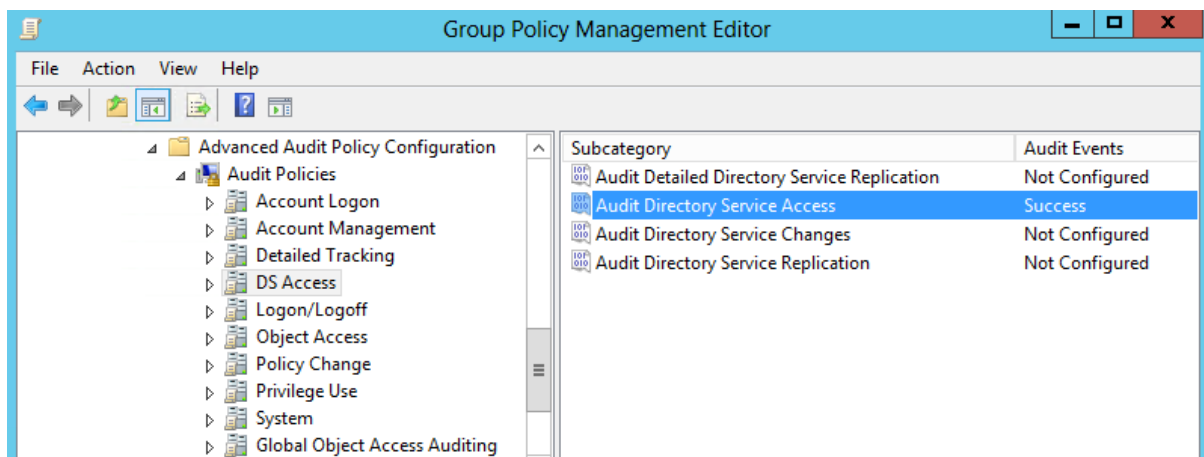 Group Policy Management Editor
File Action View Help
Advanced Audit Policy Configuration
Audit Policies
Account Logon
Account Management
Detailed Tracking
DS Access
Logon/Logoff
Object Access
Policy Change
Privilege Use
System
Global Object Access Auditing
Subcategory Audit Events
Audit Detailed Directory Service Replication Not Configured
Audit Directory Service Access Success
Audit Directory Service Changes Not Configured
Audit Directory Service Replication Not Configured